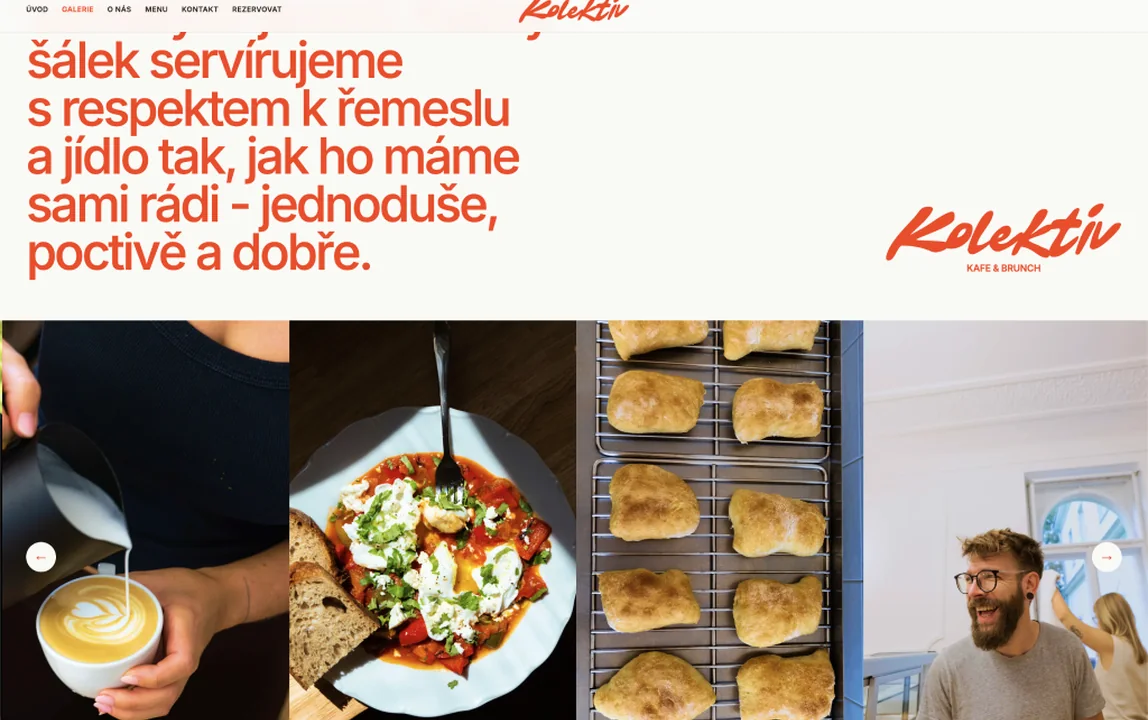 ÚVOD GALERIE O NÁS MENU KONTAKT REZERVOVAT
Kolektiv
šálek servírujeme
s respektem k řemeslu
a jídlo tak, jak ho máme
sami rádi - jednoduše,
poctivě a dobře.
Kolektiv
KAFE & BRUNCH
←
→